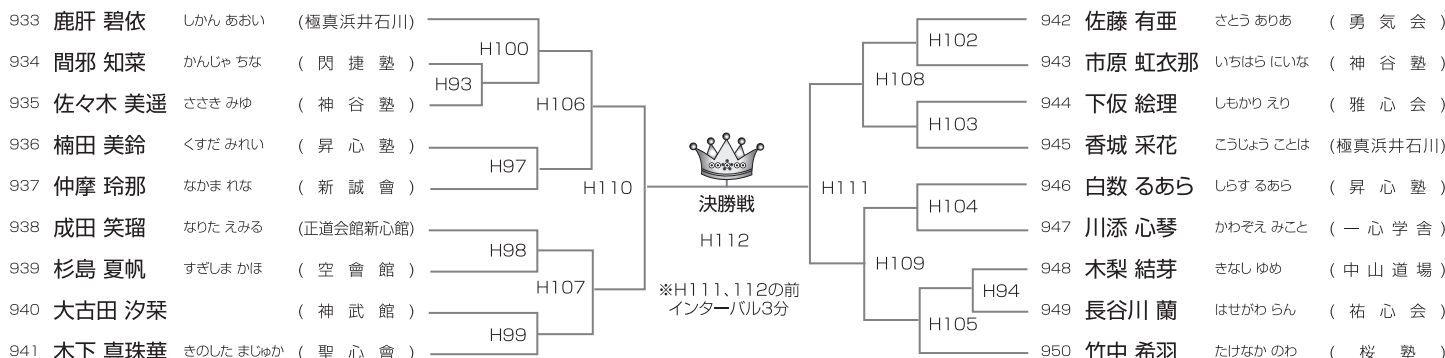 933 鹿肝 碧依 しかん あおい (極真浜井石川)
934 間邪 知菜 かんじゃ ちな ( 閃 捷 塾 )
935 佐々木 美遥 ささき みゆ ( 神 谷 塾 )
936 楠田 美鈴 くすだ みれい ( 昇 心 塾 )
937 仲摩 玲那 なかま れな ( 新 誠 會 )
938 成田 笑瑠 なりた えみる (正道会館新心館)
939 杉島 夏帆 すぎしま かほ ( 空 會 館 )
940 大古田 汐栞 ( 神 武 館 )
941 木下 真珠華 きのした まじゅか ( 聖 心 會 )
H100
H93
H106
H97
H110
H98
H107
H99
決勝戦
H112
※H111、112の前
インターバル3分
H102
H108
H103
H111
H104
H109
H94
H105
942 佐藤 有亜 さとう ありあ ( 勇 気 会 )
943 市原 虹衣那 いちはら にいな ( 神 谷 塾 )
944 下仮 絵理 しもかり えり ( 雅 心 会 )
945 香城 采花 こうじょう ことは (極真浜井石川)
946 白数 るあら しらす るあら ( 昇 心 塾 )
947 川添 心琴 かわぞえ みこと ( 一 心 学 舎 )
948 木梨 結芽 きなし ゆめ ( 中 山 道 場 )
949 長谷川 蘭 はせがわ らん ( 祐 心 会 )
950 竹中 希羽 たけなか のわ ( 桜 塾 )